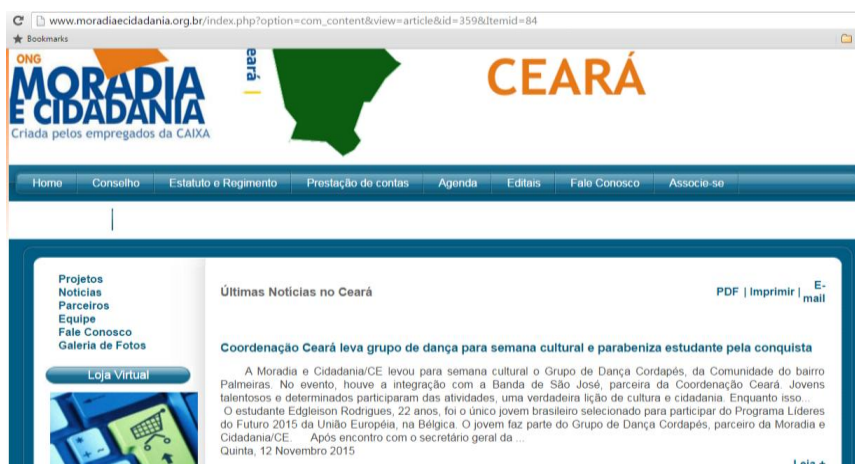 www.moradiaecidadania.org.br/index.php?option=com_content&view=article&id=359&Itemid=84
Bookmarks
ONG
MORADIA
E CIDADANIA
Criada pelos empregados da CAIXA
eará
CEARÁ
Home Conselho Estatuto e Regimento Prestação de contas Agenda Editais Fale Conosco Associe-se
Projetos
Noticias
Parceiros
Equipe
Fale Conosco
Galeria de Fotos
Loja Virtual
Últimas Noticias no Ceará
PDF | Imprimir | E-
mail
Coordenação Ceará leva grupo de dança para semana cultural e parabeniza estudante pela conquista
A Moradia e Cidadania/CE levou para semana cultural o Grupo de Dança Cordapés, da Comunidade do bairro
Palmeiras. No evento, houve a integração com a Banda de São José, parceira da Coordenação Ceará. Jovens
talentosos e determinados participaram das atividades, uma verdadeira lição de cultura e cidadania. Enquanto isso...
O estudante Edgleison Rodrigues, 22 anos, foi o único jovem brasileiro selecionado para participar do Programa Líderes
do Futuro 2015 da União Européia, na Bélgica. O jovem faz parte do Grupo de Dança Cordapés, parceiro da Moradia e
Cidadania/CE. Após encontro com o secretário geral da ...
Quinta, 12 Novembro 2015
Leia +